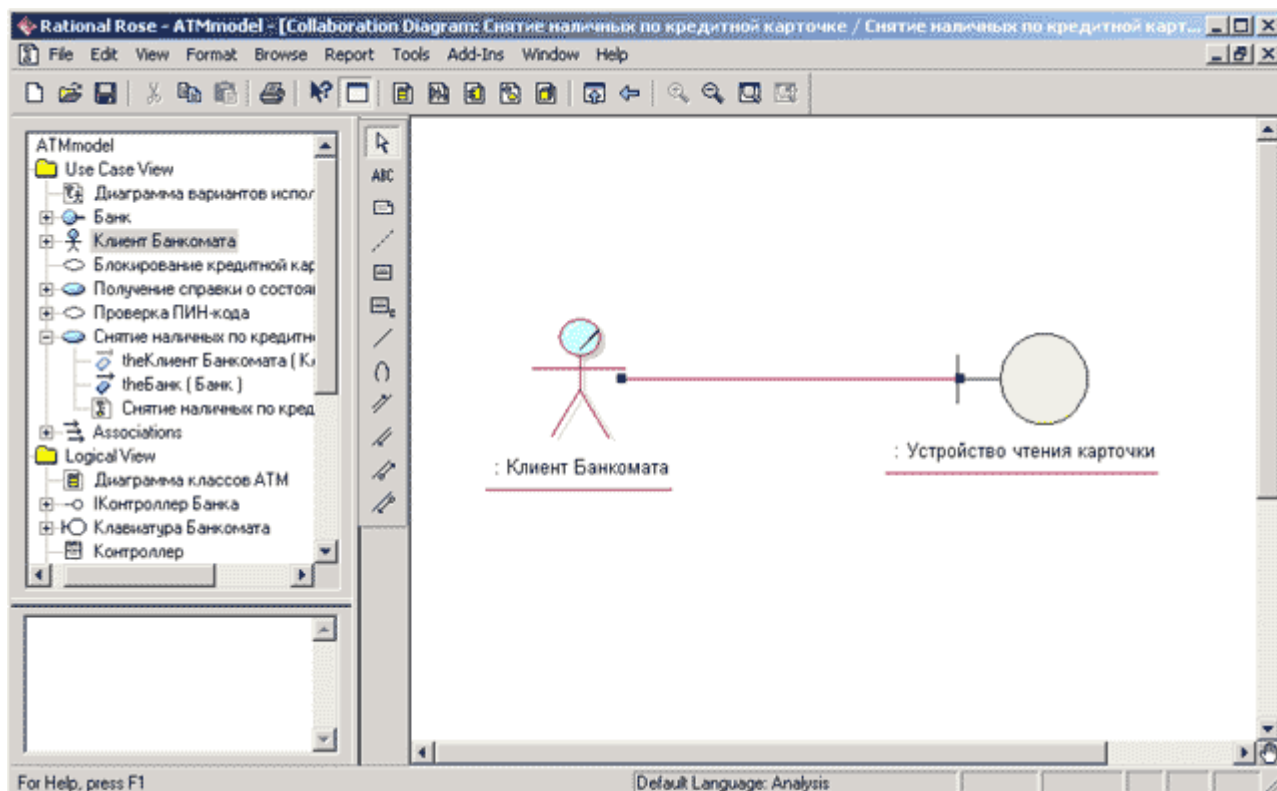 Rational Rose - ATMmodel - [Collaboration Diagram: Снятие наличных по кредитной карточке / Снятие наличных по кредитной карт...
File Edit View Format Browse Report Tools Add-Ins Window Help
ATMmodel
Use Case View
Диаграмма вариантов испол
Банк
Клиент Банкомата
Блокирование кредитной кар
Получение справки о состоя
Проверка ПИН-кода
Снятие наличных по кредитн
theКлиент Банкомата ( Кл
theБанк ( Банк )
Снятие наличных по кред
Associations
Logical View
Диаграмма классов АТМ
IКонтроллер Банка
Клавиатура Банкомата
Контроллер
ABC
: Клиент Банкомата
: Устройство чтения карточки
For Help, press F1
Default Language: Analysis